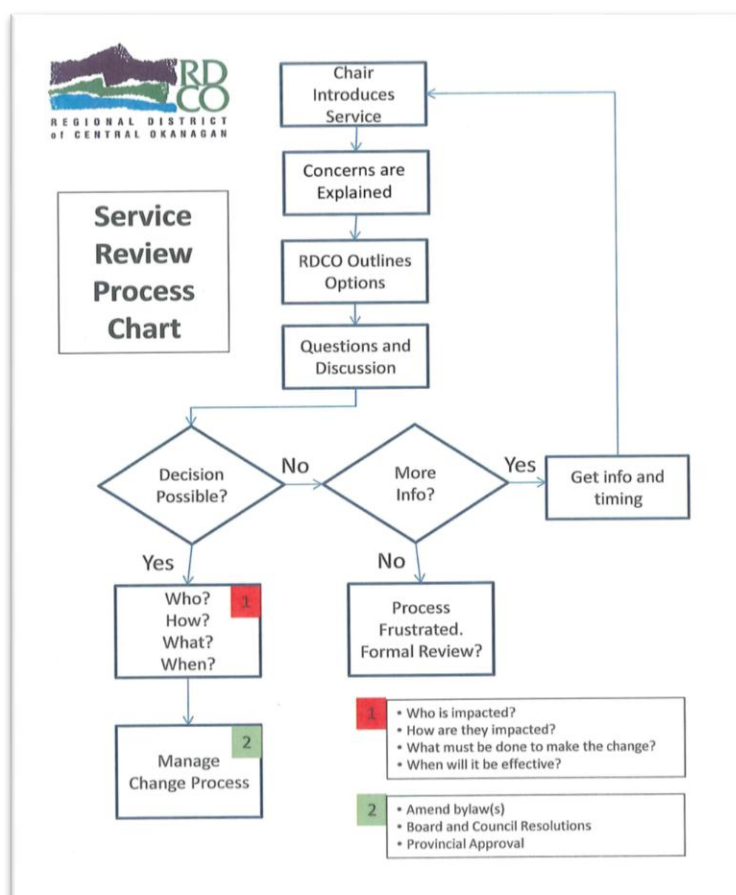 RD
CO
REGIONAL DISTRICT
of CENTRAL OKANAGAN
Service
Review
Process
Chart
Chair
Introduces
Service
Concerns are
Explained
RDCO Outlines
Options
Questions and
Discussion
Decision
Possible?
No
More
Info?
Yes
Get info and
timing
Yes
No
Who?
How?
What?
When?
1
Process
Frustrated.
Formal Review?
2
Manage
Change Process
1
• Who is impacted?
• How are they impacted?
• What must be done to make the change?
• When will it be effective?
2
• Amend bylaw(s)
• Board and Council Resolutions
• Provincial Approval